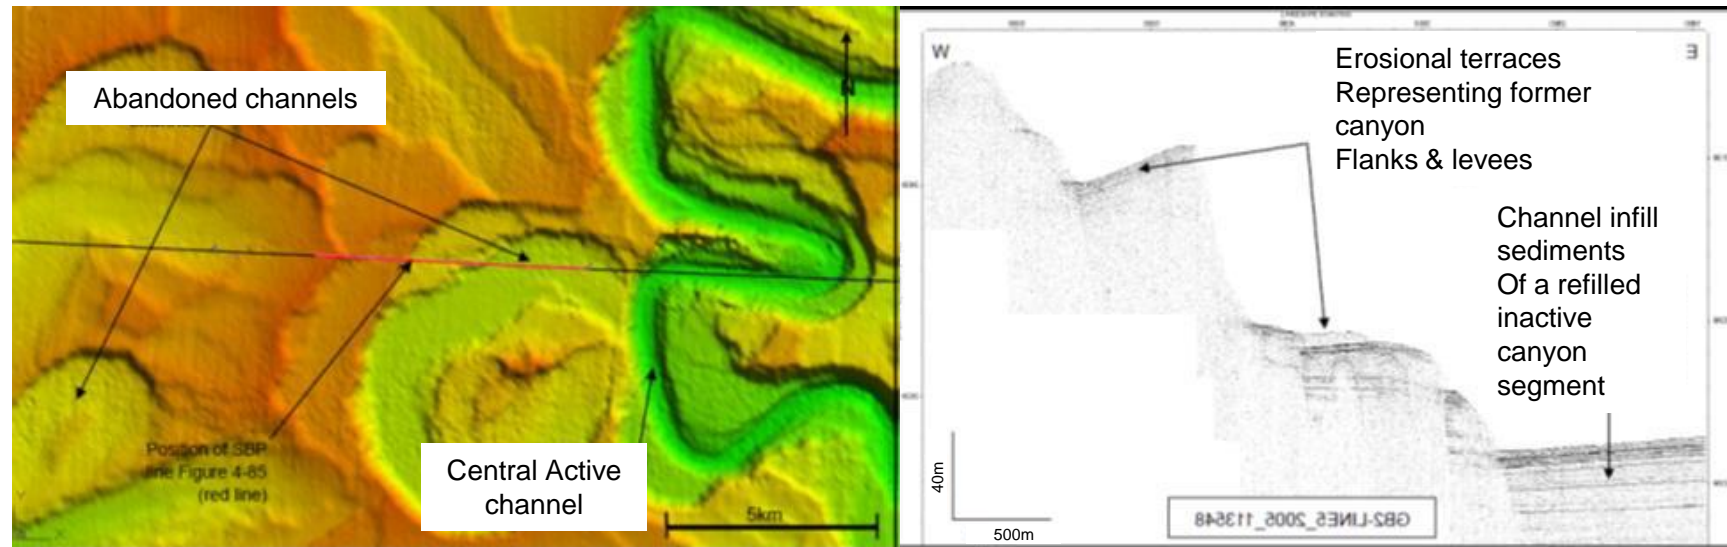 Abandoned channels
N
Position of SBP
line Figure 4-85
(red line)
Central Active
channel
5km
Y
X
W
E
Erosional terraces
Representing former
canyon
Flanks & levees
Channel infill
sediments
Of a refilled
inactive
canyon
segment
40m
500m
GB2-LINE5_2005_113548